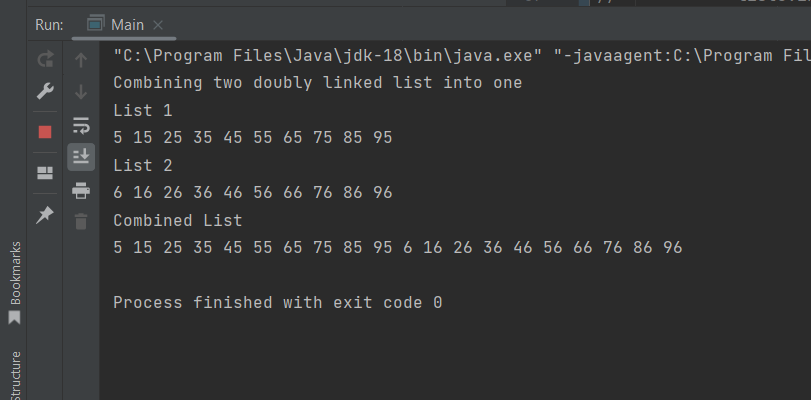 Run: Main
"C:\Program Files\Java\jdk-18\bin\java.exe" "-javaagent:C:\Program Fil
Combining two doubly linked list into one
List 1
5 15 25 35 45 55 65 75 85 95
List 2
6 16 26 36 46 56 66 76 86 96
Combined List
5 15 25 35 45 55 65 75 85 95 6 16 26 36 46 56 66 76 86 96
Process finished with exit code 0
Bookmarks
Structure